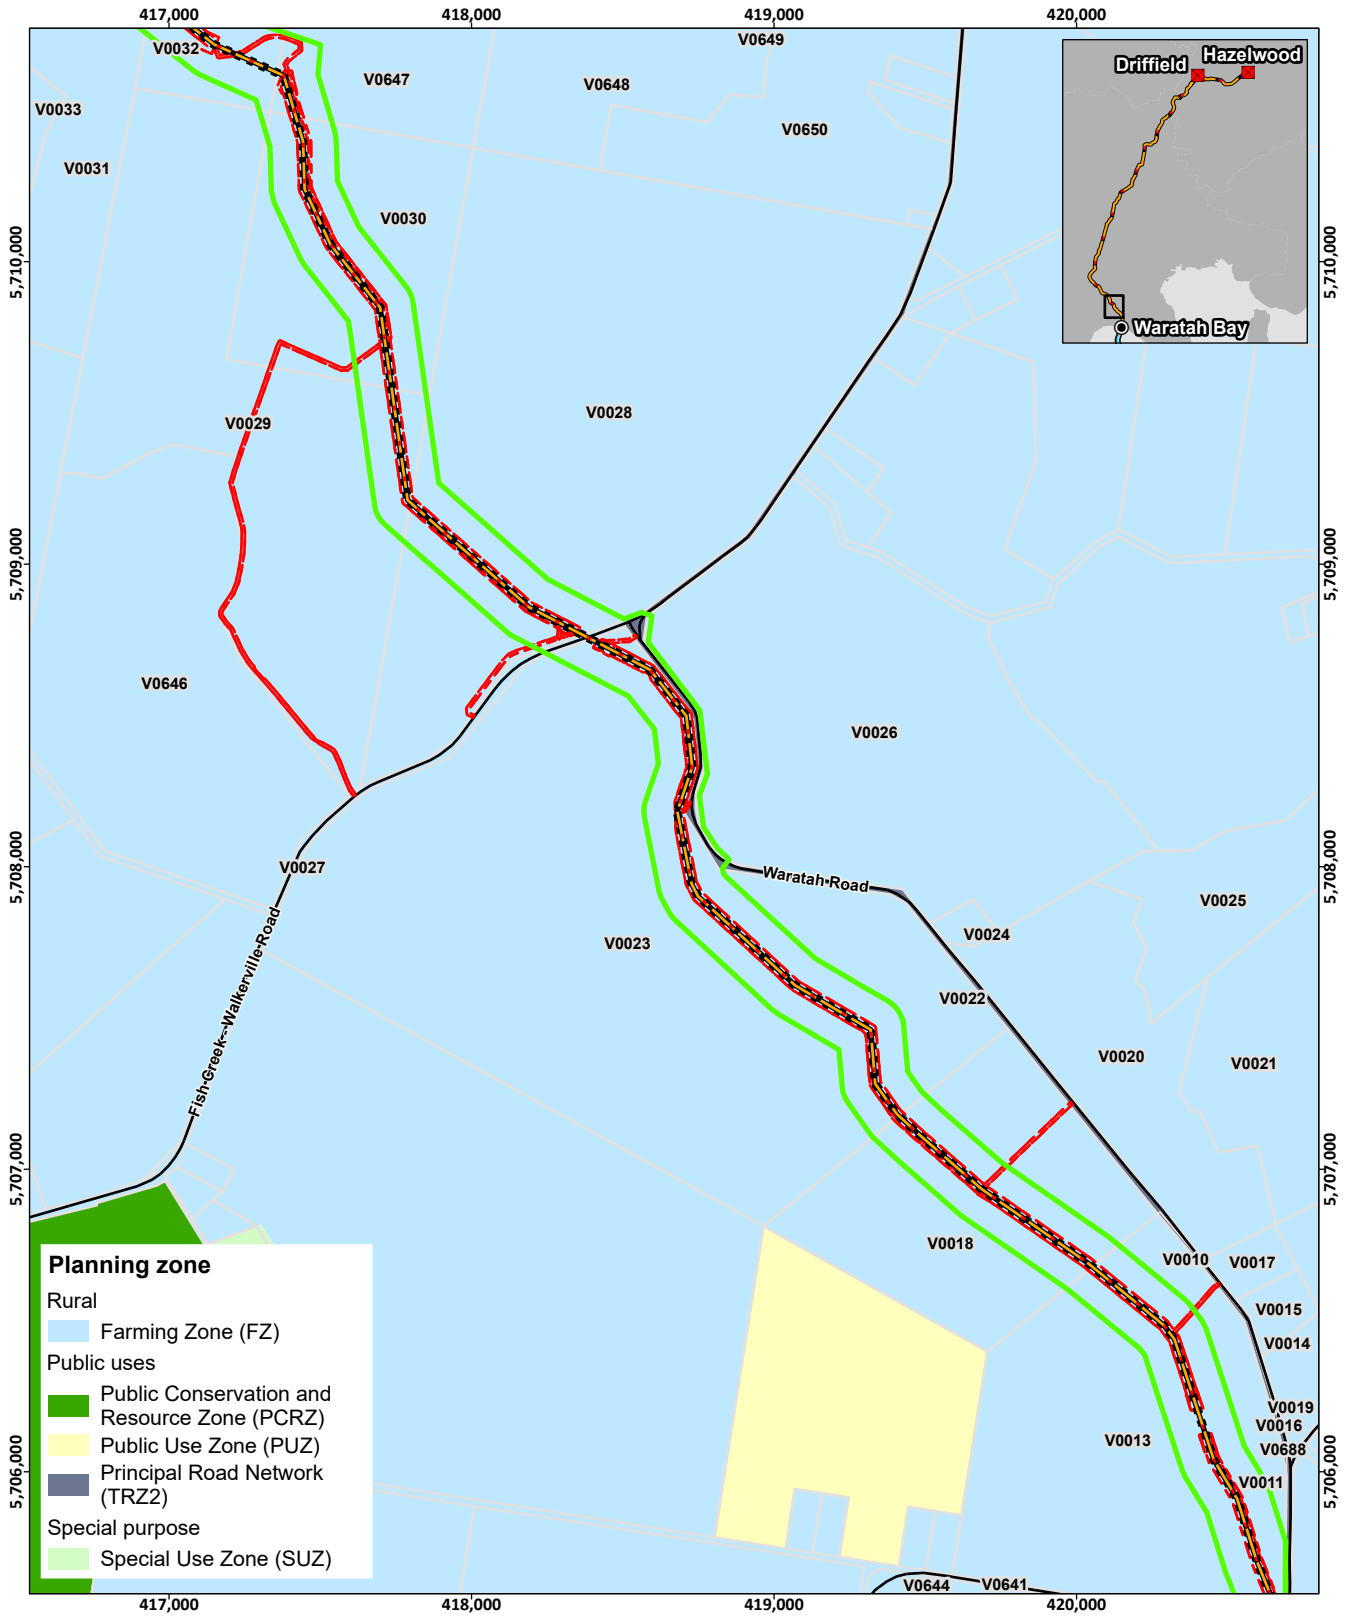 417,000
418,000
419,000
420,000
V0032
V0649
V0647
V0648
V0033
V0650
V0031
V0030
Driffield
Hazelwood
Waratah Bay
5,710,000
5,710,000
V0028
V0029
5,709,000
5,709,000
V0646
V0026
5,708,000
5,708,000
V0027
Waratah Road
V0025
V0024
V0023
V0022
Fish Creek - Walkerville Road
V0020
V0021
5,707,000
5,707,000
V0018
V0010
V0017
V0015
V0014
V0019
V0016
V0013
V0688
V0011
5,706,000
5,706,000
V0644
V0641
Planning zone
Rural
Farming Zone (FZ)
Public uses
Public Conservation and
Resource Zone (PCRZ)
Public Use Zone (PUZ)
Principal Road Network
(TRZ2)
Special purpose
Special Use Zone (SUZ)
417,000
418,000
419,000
420,000